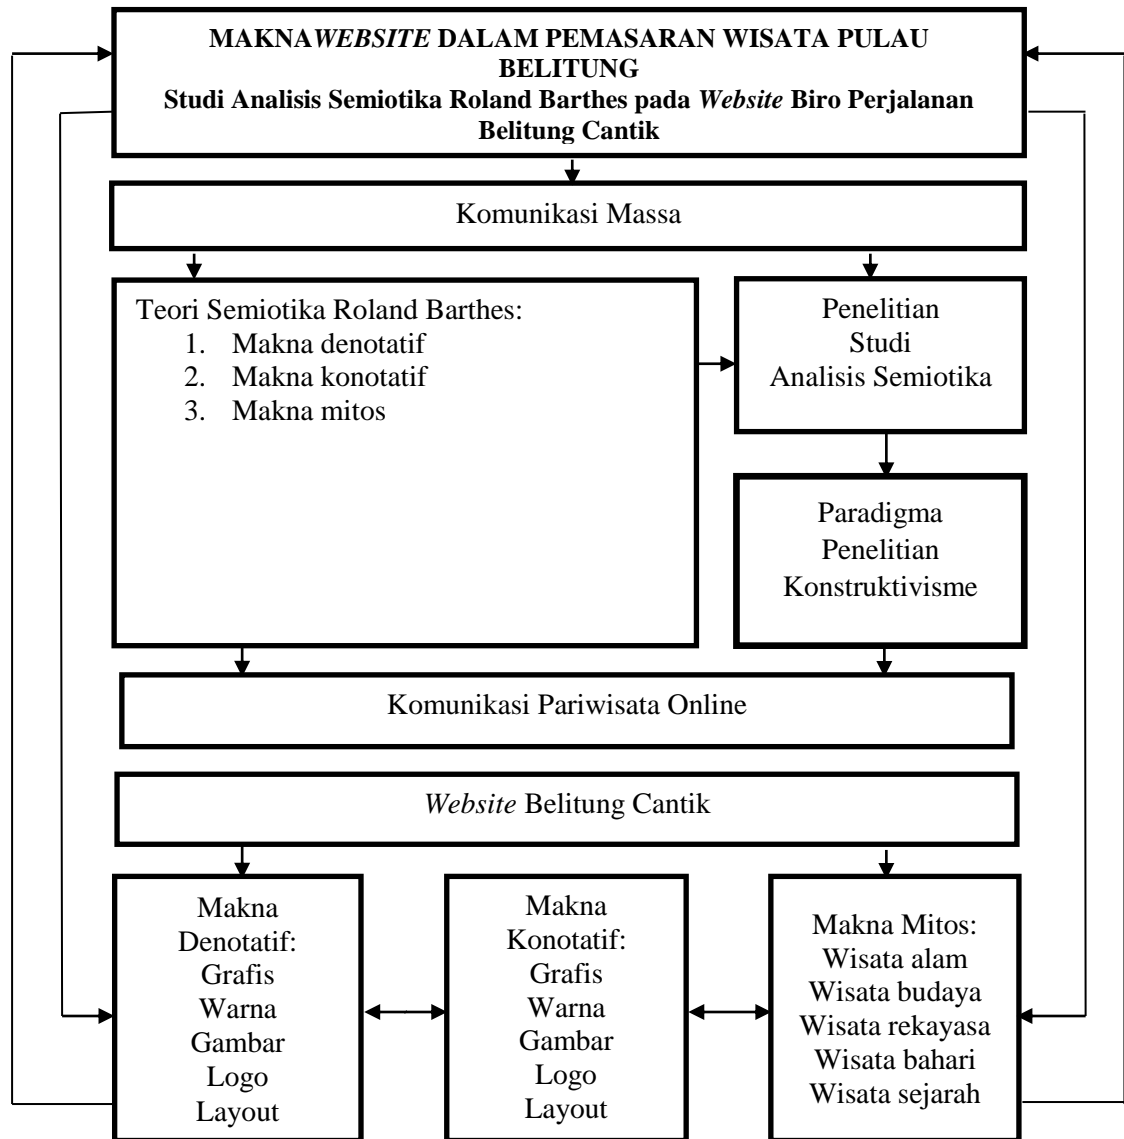 MAKNAWEBSITE DALAM PEMASARAN WISATA PULAU
BELITUNG
Studi Analisis Semiotika Roland Barthes pada Website Biro Perjalanan
Belitung Cantik
Komunikasi Massa
Teori Semiotika Roland Barthes:
1. Makna denotatif
2. Makna konotatif
3. Makna mitos
Penelitian
Studi
Analisis Semiotika
Paradigma
Penelitian
Konstruktivisme
Komunikasi Pariwisata Online
Website Belitung Cantik
Makna
Denotatif:
Grafis
Warna
Gambar
Logo
Layout
Makna
Konotatif:
Grafis
Warna
Gambar
Logo
Layout
Makna Mitos:
Wisata alam
Wisata budaya
Wisata rekayasa
Wisata bahari
Wisata sejarah